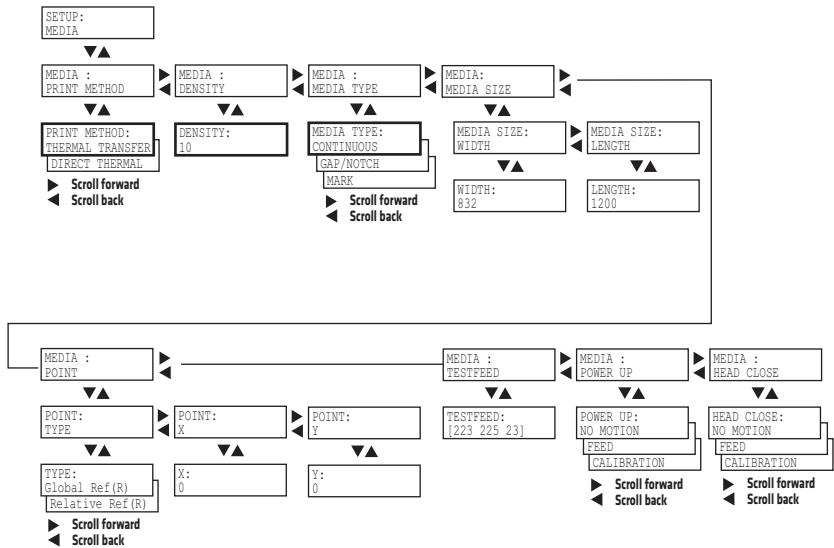 SETUP:
MEDIA
MEDIA :
PRINT METHOD
MEDIA :
DENSITY
MEDIA :
MEDIA TYPE
MEDIA:
MEDIA SIZE
PRINT METHOD:
THERMAL TRANSFER
DIRECT THERMAL
Scroll forward
Scroll back
DENSITY:
10
MEDIA TYPE:
CONTINUOUS
GAP/NOTCH
MARK
Scroll forward
Scroll back
MEDIA SIZE:
WIDTH
MEDIA SIZE:
LENGTH
WIDTH:
832
LENGTH:
1200
MEDIA :
POINT
MEDIA :
TESTFEED
MEDIA :
POWER UP
MEDIA :
HEAD CLOSE
POINT:
TYPE
POINT:
X
POINT:
Y
TESTFEED:
[223 225 23]
POWER UP:
NO MOTION
FEED
CALIBRATION
Scroll forward
Scroll back
HEAD CLOSE:
NO MOTION
FEED
CALIBRATION
Scroll forward
Scroll back
TYPE:
Global Ref(R)
Relative Ref(R)
Scroll forward
Scroll back
X:
0
Y:
0